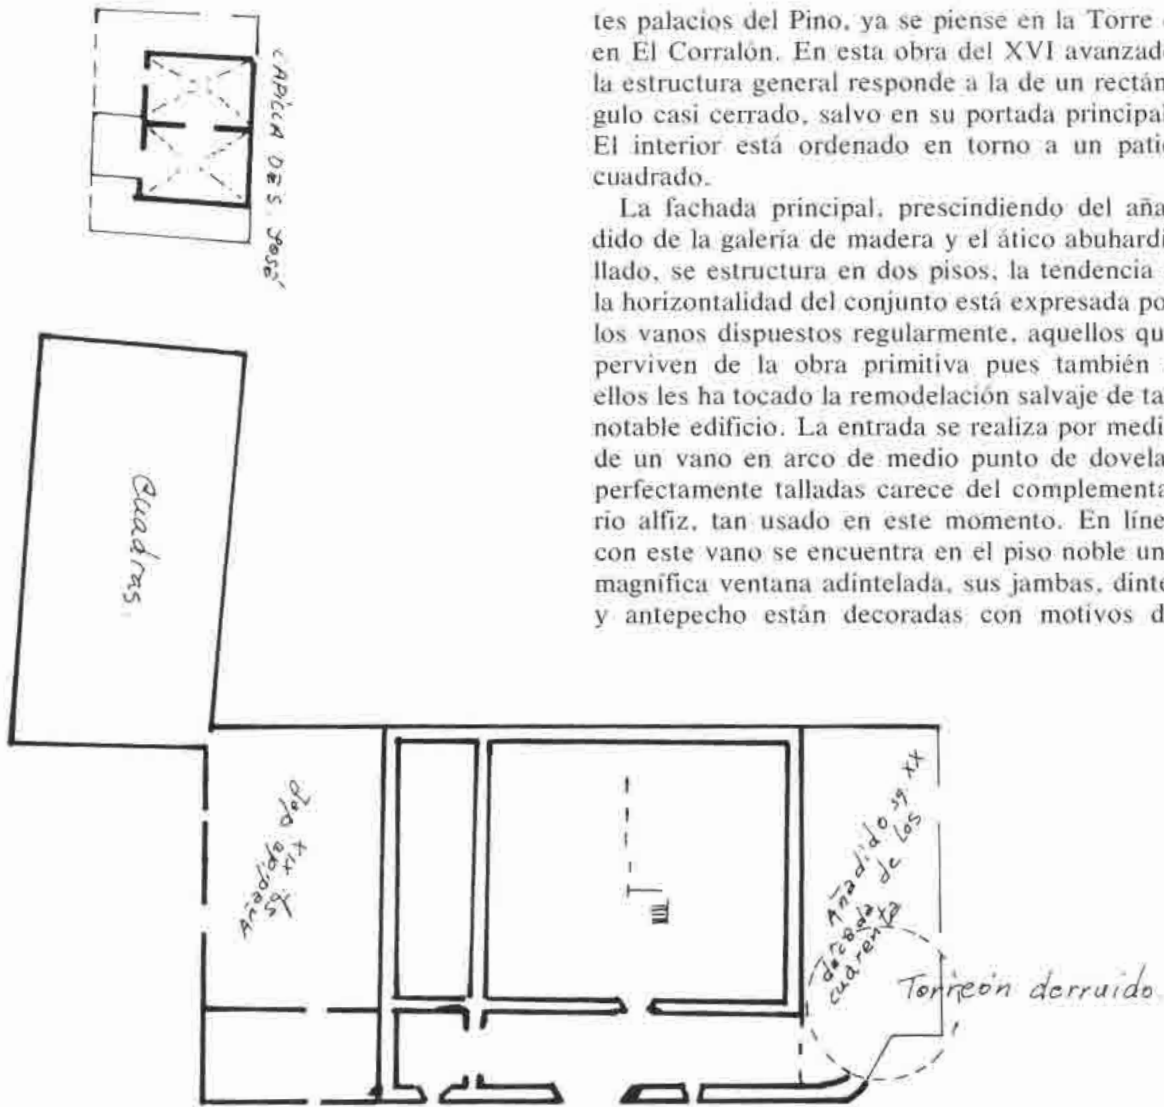 tes palacios del Pino, ya se piense en la Torre
en El Corralón. En esta obra del XVI avanzad
la estructura general responde a la de un rectán
gulo casi cerrado, salvo en su portada principal
El interior está ordenado en torno a un pati
cuadrado.
La fachada principal, prescindiendo del aña
dido de la galería de madera y el ático abuhardi
llado, se estructura en dos pisos, la tendencia
la horizontalidad del conjunto está expresada po
los vanos dispuestos regularmente, aquellos qu
perviven de la obra primitiva pues también
ellos les ha tocado la remodelación salvaje de ta
notable edificio. La entrada se realiza por medi
de un vano en arco de medio punto de dovela
perfectamente talladas carece del complementa
rio alfiz, tan usado en este momento. En líne
con este vano se encuentra en el piso noble un
magnífica ventana adintelada, sus jambas, dinte
y antepecho están decoradas con motivos d
CAPILLA DE S. José
Cuadras.
Añadido
sg XIX
Añadido sg XX
decada de los
cuarenta
Torreón derruido.